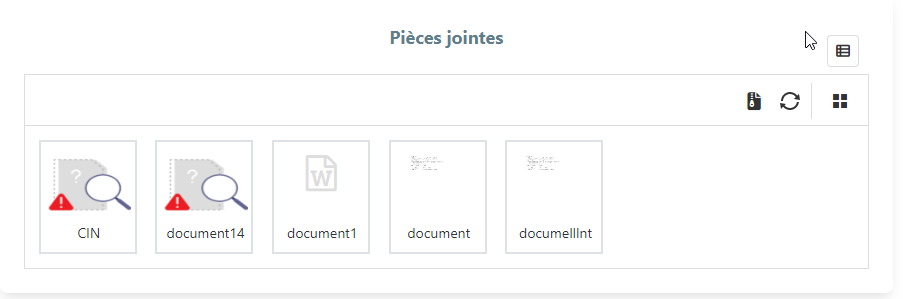 Pièces jointes
CIN
document14
document1
document
documellInt